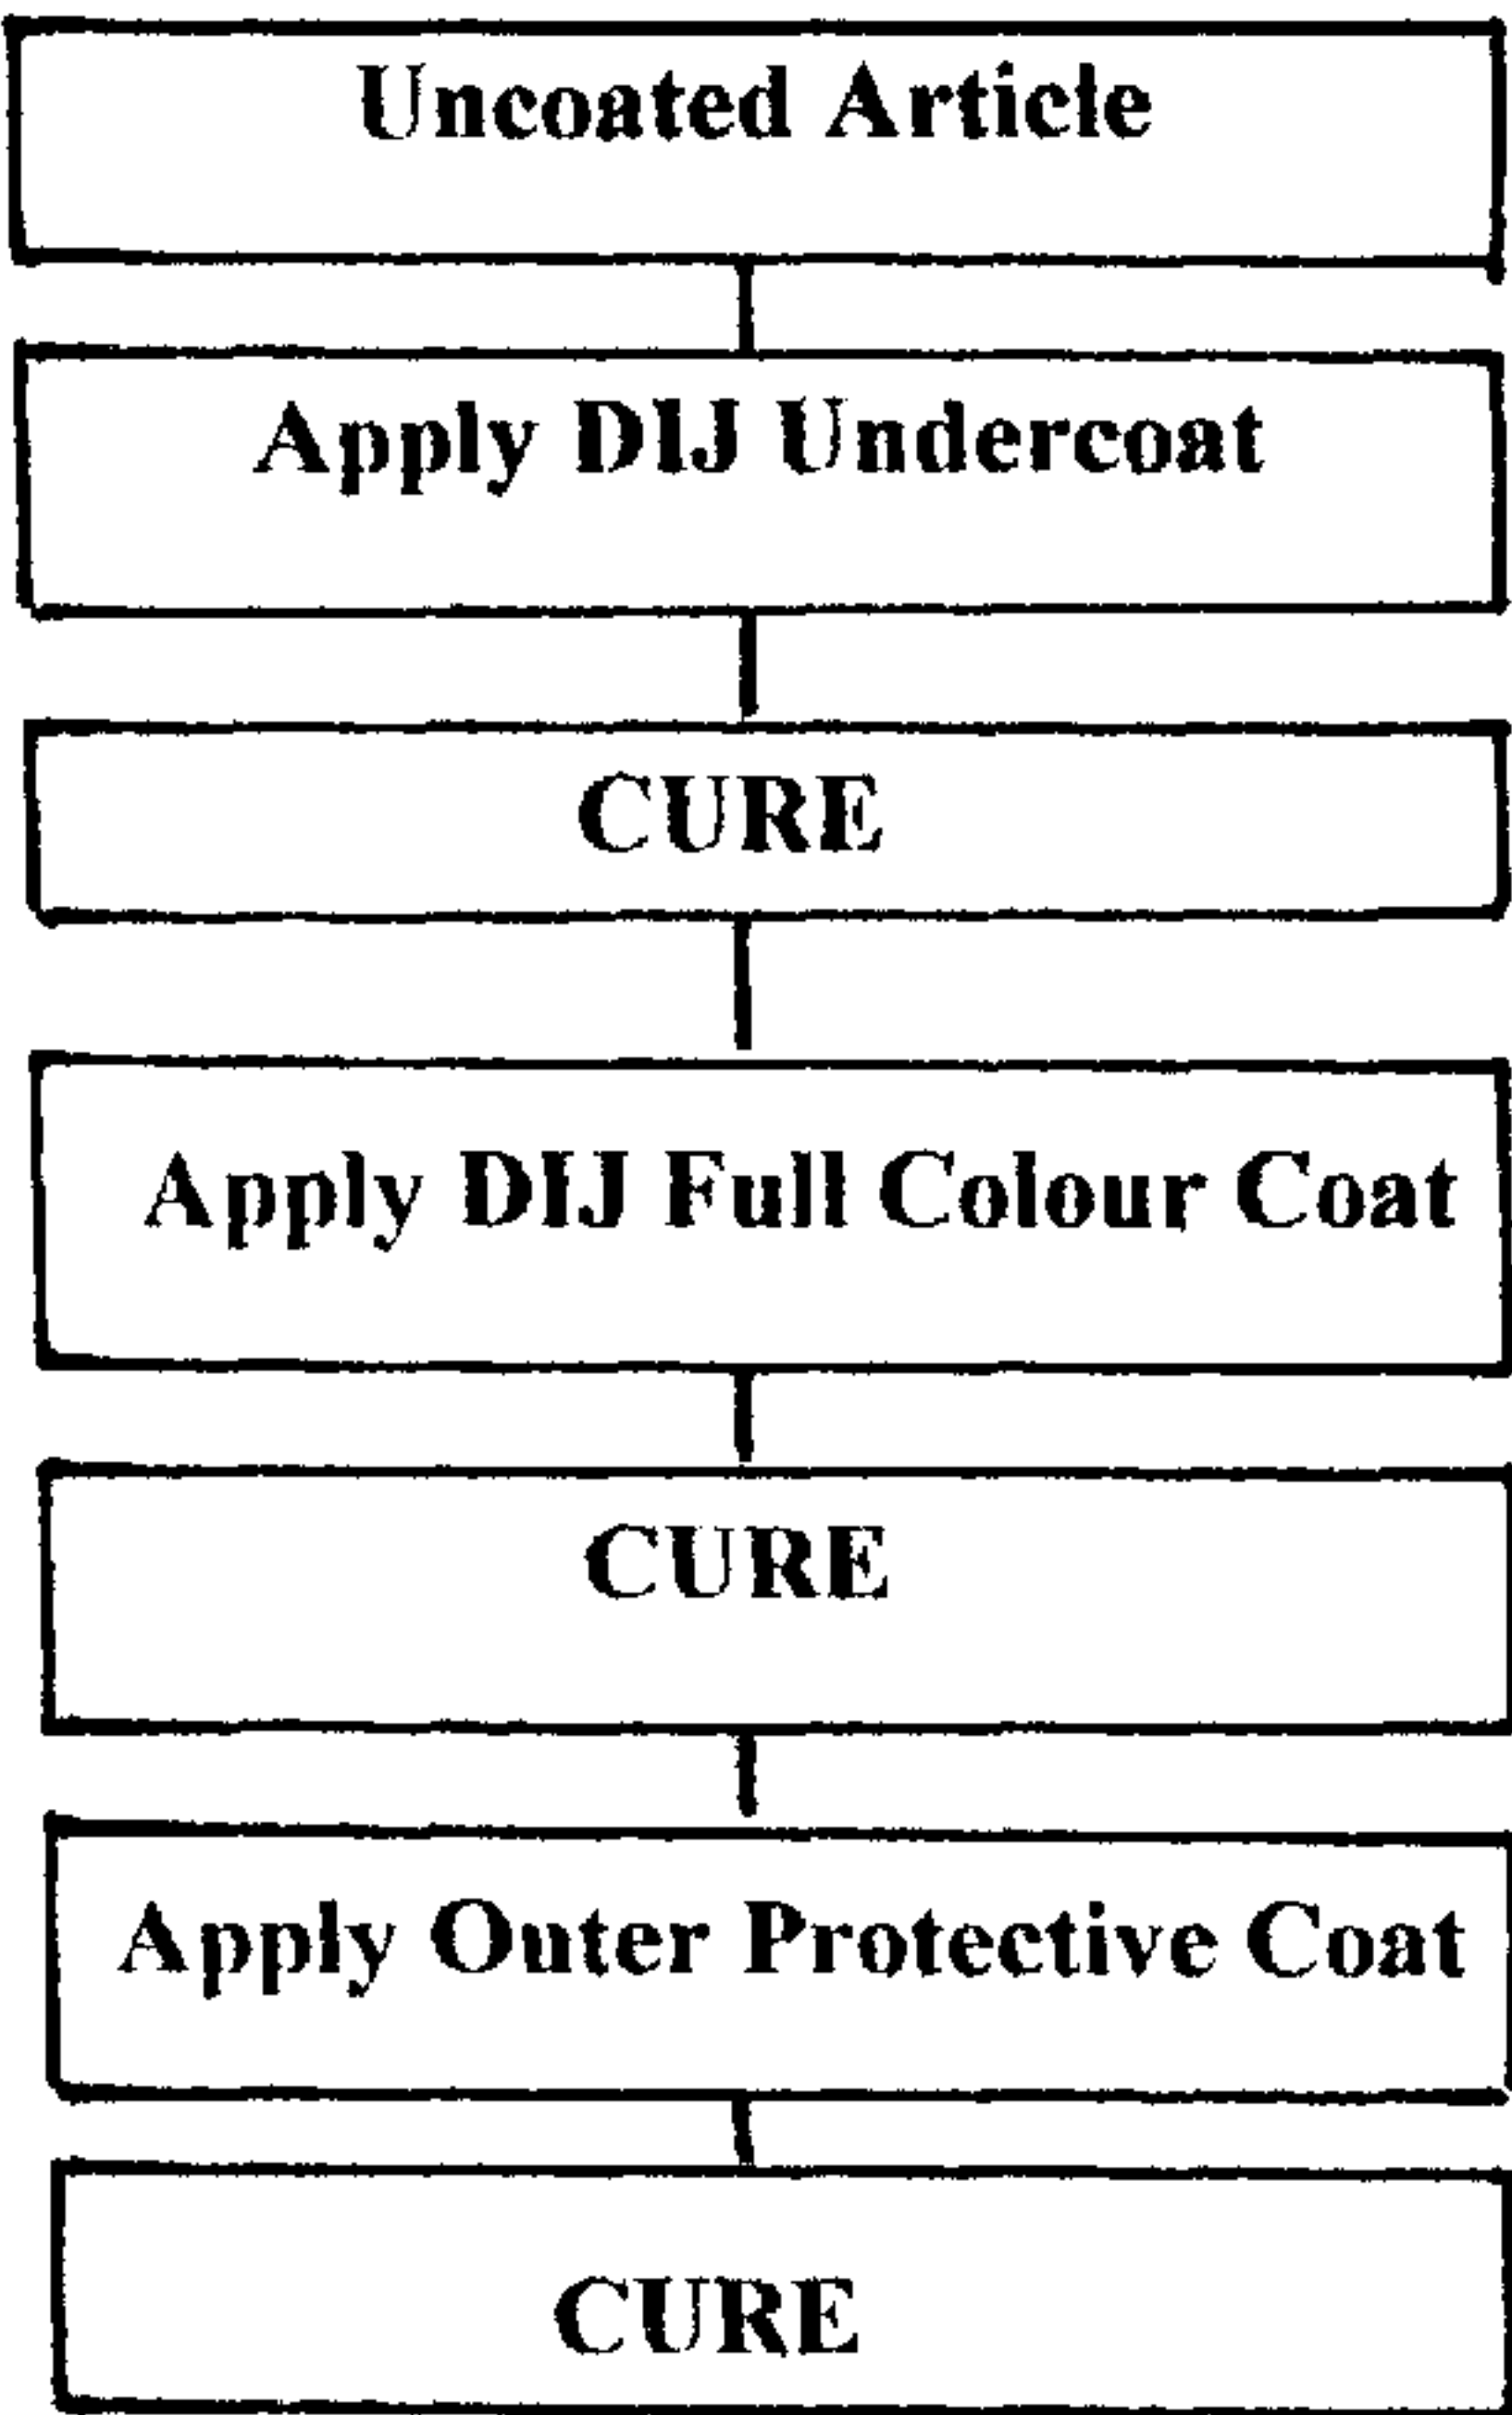 Uncoated Article
Apply DIJ Undercoat
CURE
Apply DIJ Full Colour Coat
CURE
Apply Outer Protective Coat
CURE